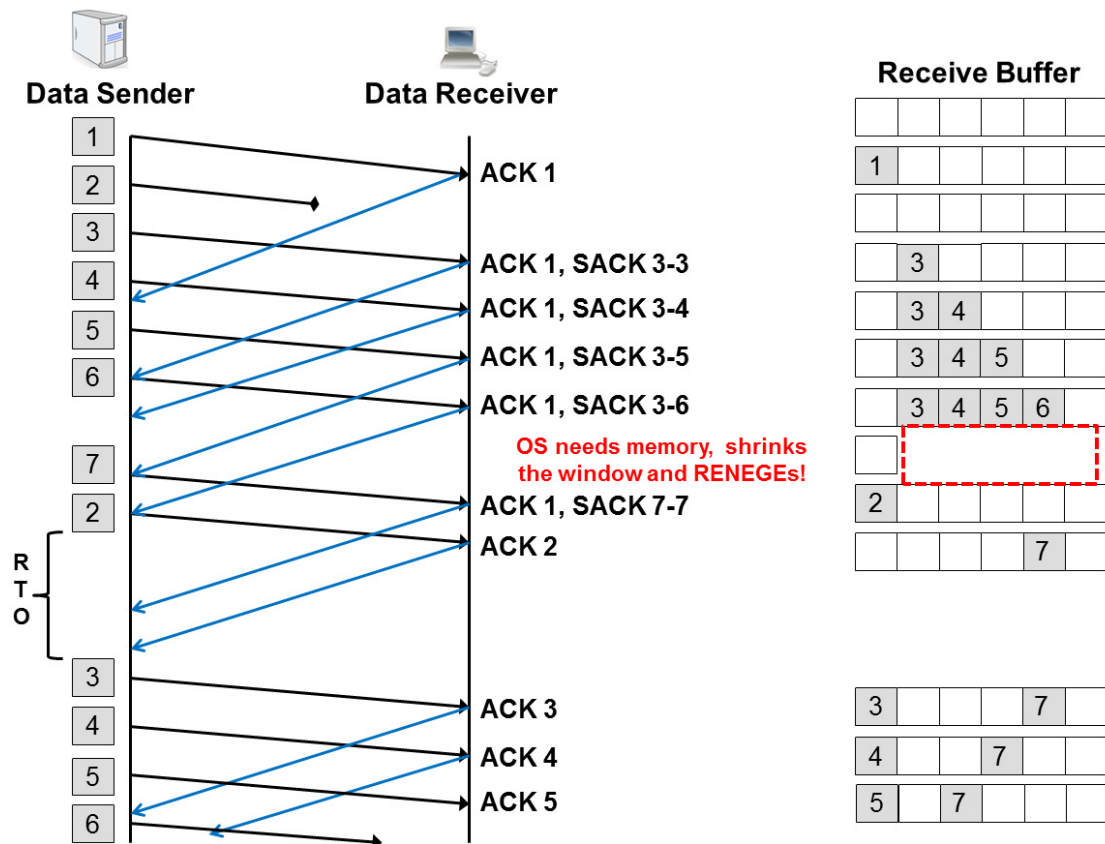 Data Sender
Data Receiver
Receive Buffer
1
ACK 1
1
2
3
ACK 1, SACK 3-3
3
4
ACK 1, SACK 3-4
3 4
5
ACK 1, SACK 3-5
3 4 5
6
ACK 1, SACK 3-6
3 4 5 6
OS needs memory, shrinks
the window and RENEGEs!
7
ACK 1, SACK 7-7
2
2
ACK 2
7
R
T
O
3
ACK 3
3 7
4
ACK 4
4 7
5
ACK 5
5 7
6